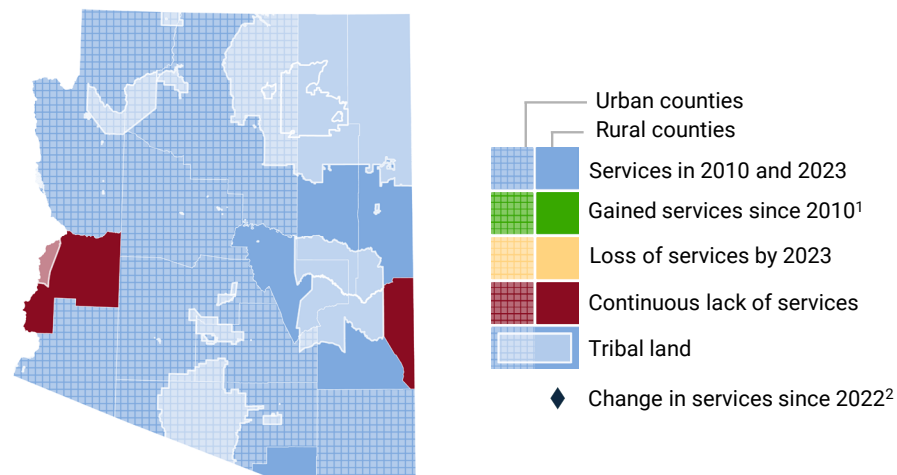 Urban counties
Rural counties
Services in 2010 and 2023
Gained services since 2010¹
Loss of services by 2023
Continuous lack of services
Tribal land
Change in services since 2022²